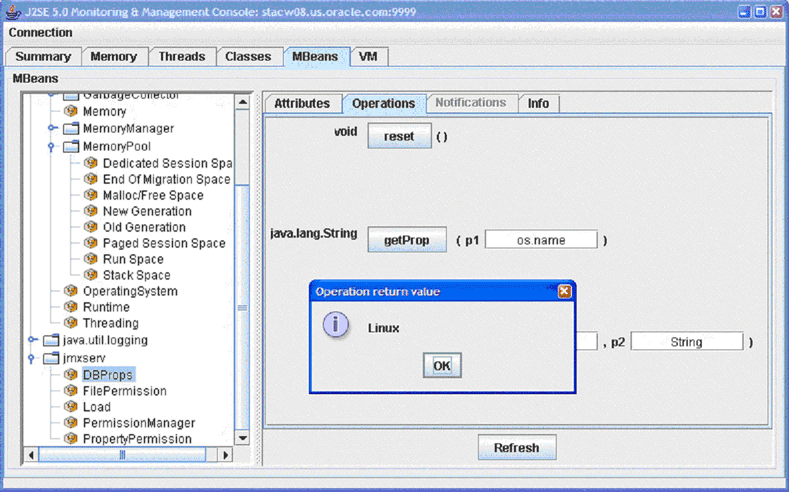 J2SE 5.0 Monitoring & Management Console: stacw08.us.oracle.com:9999
Connection
Summary Memory Threads Classes MBeans VM
MBeans
GarbageCollector
Memory
MemoryManager
MemoryPool
Dedicated Session Spa
End Of Migration Space
Malloc/Free Space
New Generation
Old Generation
Paged Session Space
Run Space
Stack Space
OperatingSystem
Runtime
Threading
java.util.logging
jmxserv
DBProps
FilePermission
Load
PermissionManager
PropertyPermission
Attributes Operations Notifications Info
void reset ( )
java.lang.String getProp ( p1 os.name )
Operation return value
Linux
OK
, p2 String )
Refresh